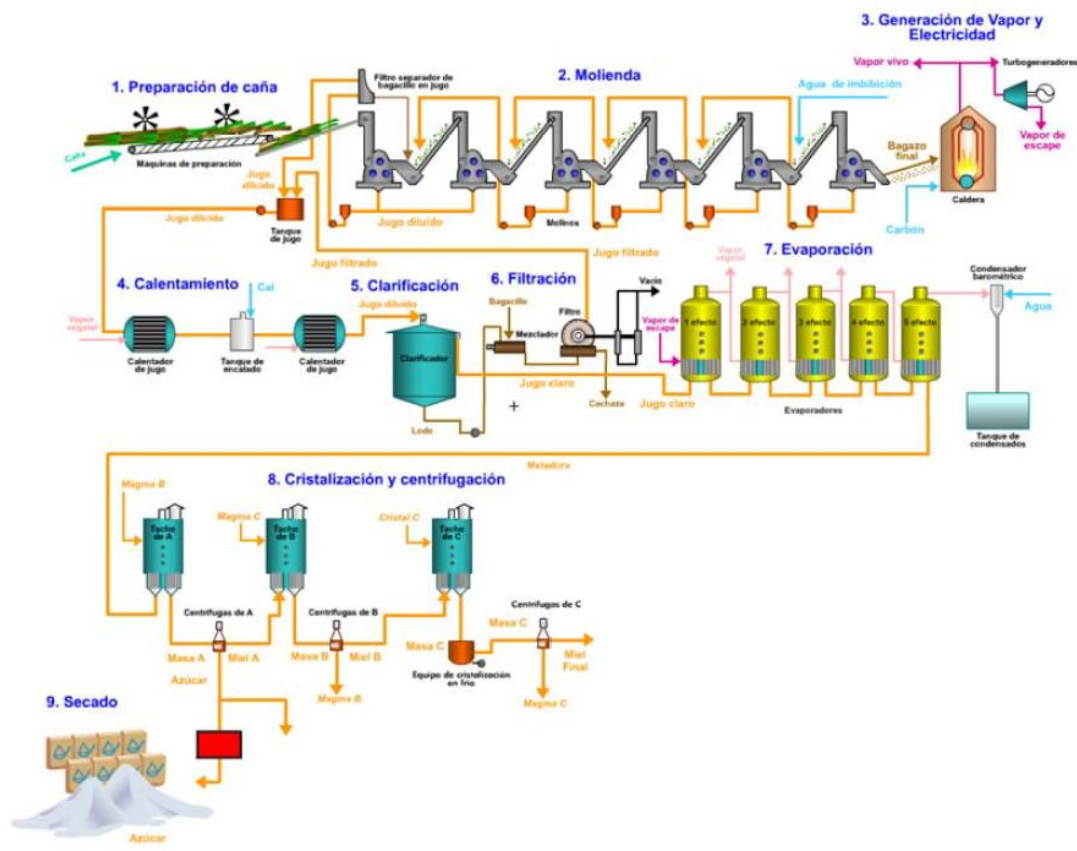 3. Generación de Vapor y
Electricidad
Vapor vivo
Turbogeneradores
Vapor de
escape
1. Preparación de caña
Caña
Máquinas de preparación
Filtro separador de
bagacillo en jugo
2. Molienda
Agua de imbibición
Bagazo
final
Caldera
Carbón
Jugo
diluido
Jugo diluido
Tanque
de jugo
Jugo diluido
Molinos
Jugo filtrado
Jugo filtrado
4. Calentamiento
Cal
Vapor
vegetal
Calentador
de jugo
Tanque de
encalado
Calentador
de jugo
5. Clarificación
Jugo diluido
Clarificador
Lodo
6. Filtración
Bagacillo
Mezclador
Filtro
Vacío
Cachaza
Jugo claro
7. Evaporación
Vapor
vegetal
Vapor de
escape
1 efecto
2 efecto
3 efecto
4 efecto
5 efecto
Jugo claro
Evaporadores
Condensador
barométrico
Agua
Tanque de
condensados
Meladura
8. Cristalización y centrifugación
Magma B
Tacho
de A
Magma C
Tacho
de B
Cristal C
Tacho
de C
Centrífugas de A
Masa A
Miel A
Azúcar
Centrífugas de B
Masa B
Miel B
Magma B
Masa C
Equipo de cristalización
en frío
Masa C
Centrífugas de C
Miel
Final
Magma C
9. Secado
Azúcar